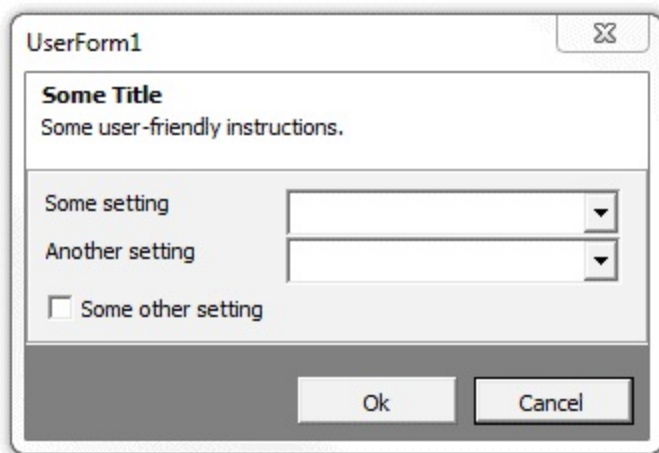 UserForm1
Some Title
Some user-friendly instructions.
Some setting
Another setting
Some other setting
Ok Cancel